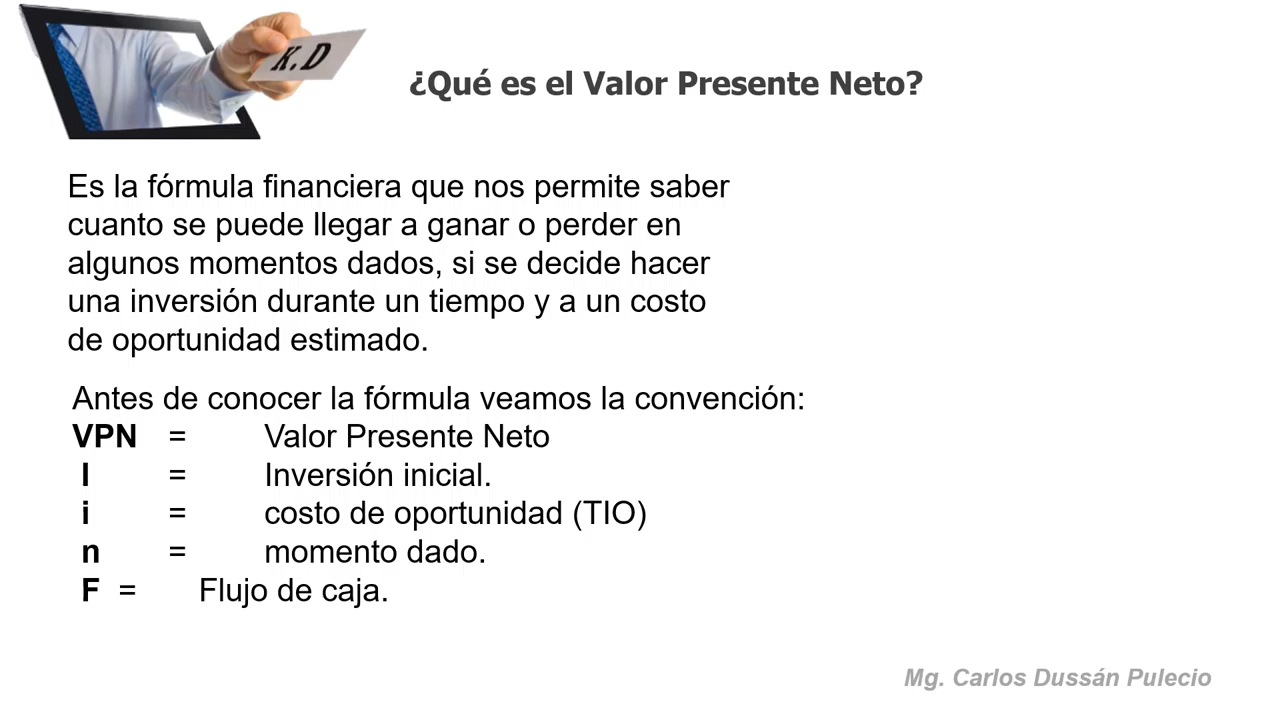 K.D
¿Qué es el Valor Presente Neto?
Es la fórmula financiera que nos permite saber
cuanto se puede llegar a ganar o perder en
algunos momentos dados, si se decide hacer
una inversión durante un tiempo y a un costo
de oportunidad estimado.
Antes de conocer la fórmula veamos la convención:
VPN = Valor Presente Neto
I = Inversión inicial.
i = costo de oportunidad (TIO)
n = momento dado.
F = Flujo de caja.
Mg. Carlos Dussán Pulecio